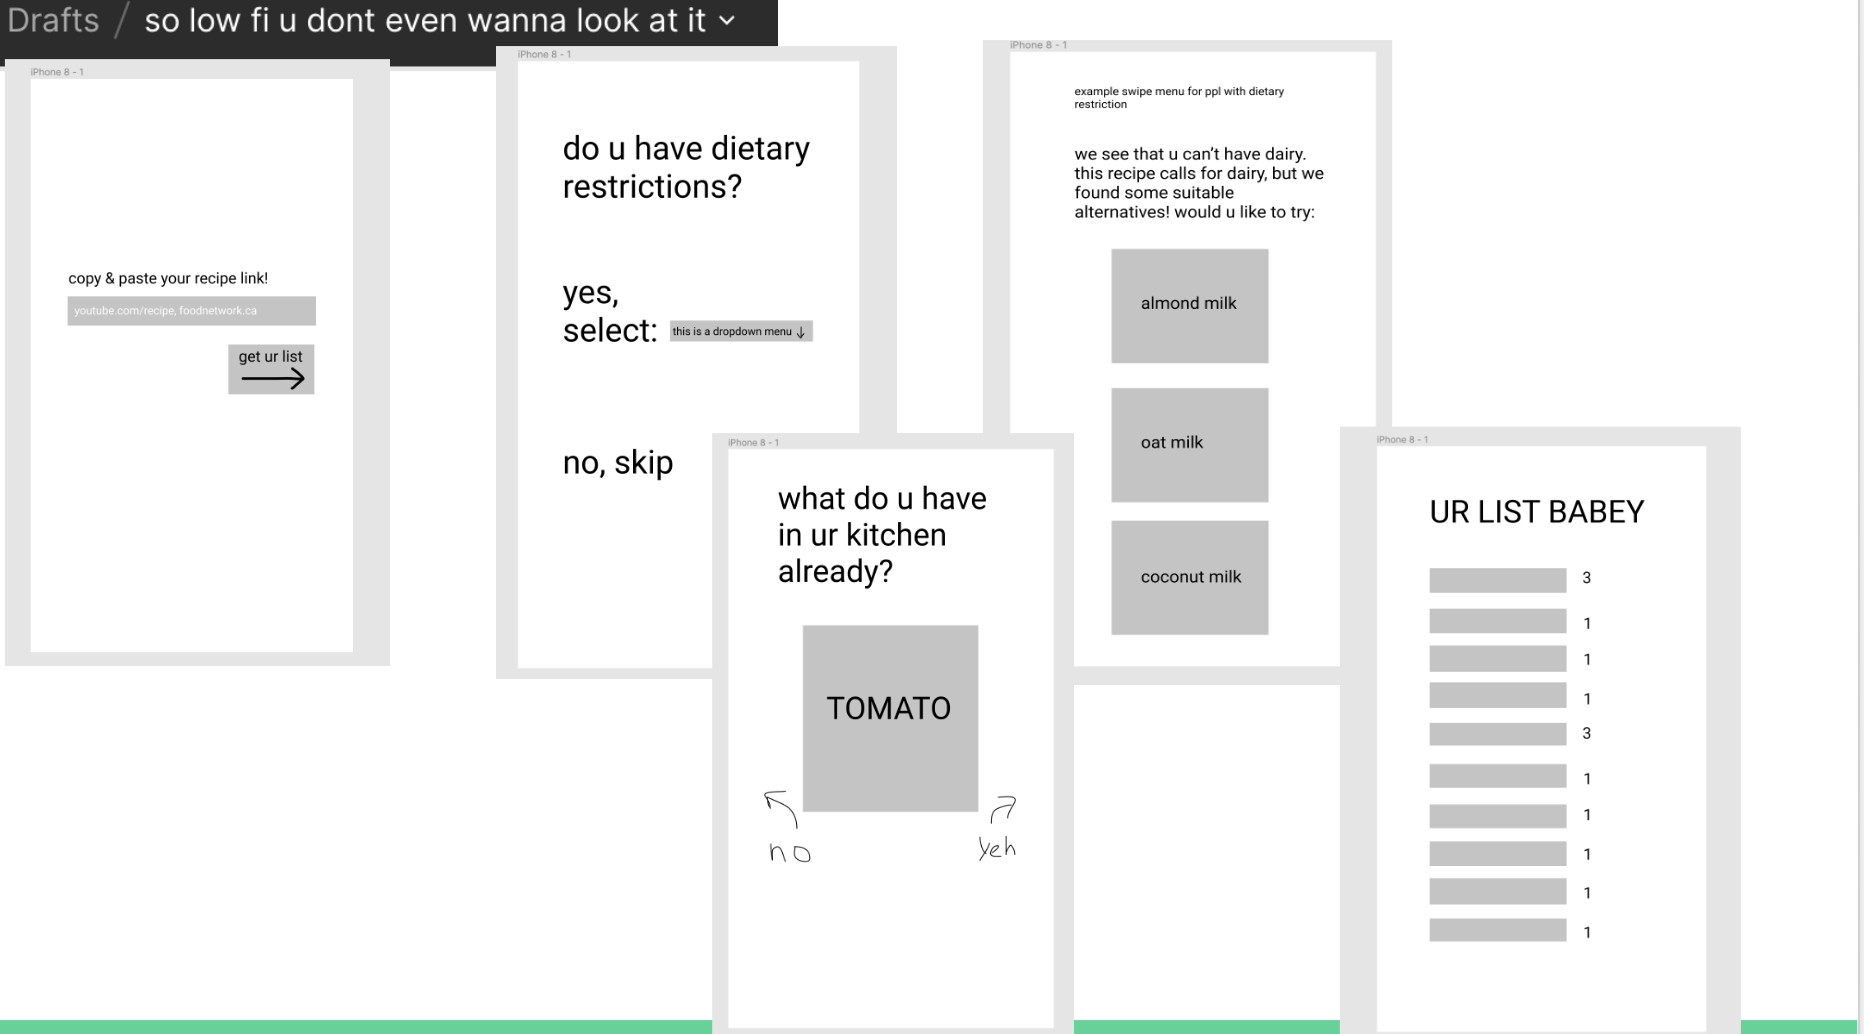 Drafts / so low fi u dont even wanna look at it
iPhone 8 - 1
copy & paste your recipe link!
youtube.com/recipe, foodnetwork.ca
get ur list
iPhone 8 - 1
do u have dietary
restrictions?
yes,
select:
this is a dropdown menu ↓
no, skip
iPhone 8 - 1
example swipe menu for ppl with dietary
restriction
we see that u can’t have dairy.
this recipe calls for dairy, but we
found some suitable
alternatives! would u like to try:
almond milk
oat milk
coconut milk
iPhone 8 - 1
what do u have
in ur kitchen
already?
TOMATO
no
yeh
iPhone 8 - 1
UR LIST BABEY
3
1
1
1
3
1
1
1
1
1